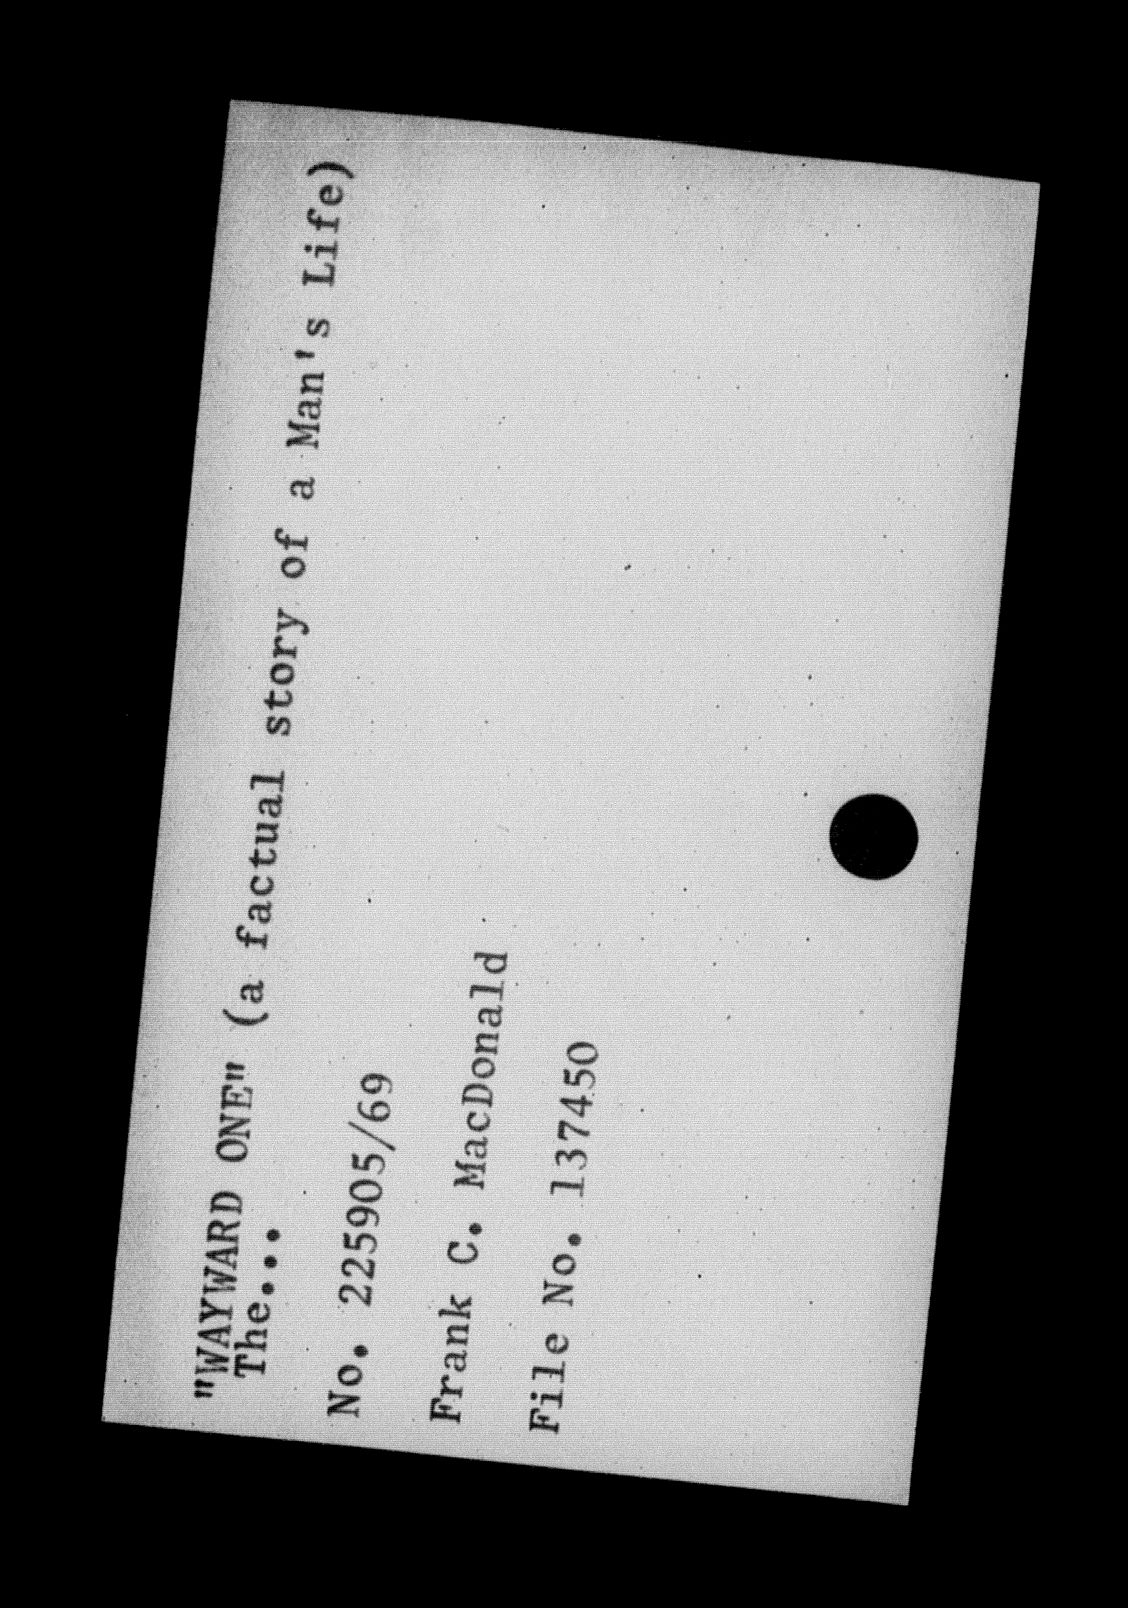 "WAYWARD ONE" (a factual story of a Man's Life)
The...
No. 225905/69
Frank C. MacDonald
File No. 137450